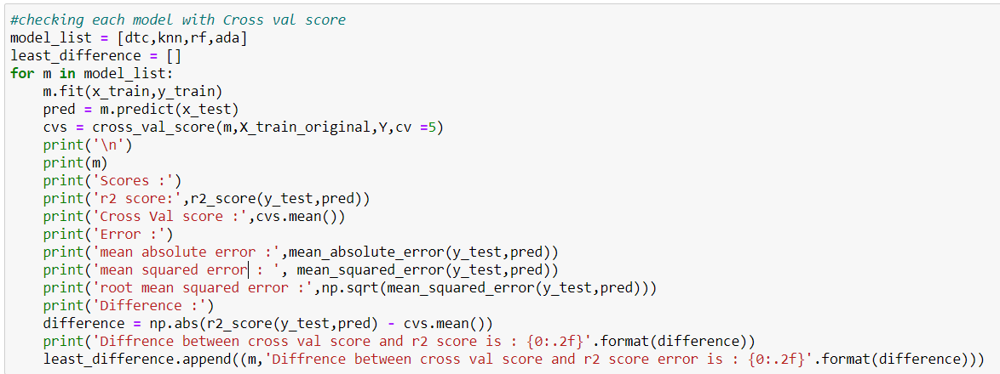 #checking each model with Cross val score
model_list = [dtc,knn,rf,ada]
least_difference = []
for m in model_list:
    m.fit(x_train,y_train)
    pred = m.predict(x_test)
    cvs = cross_val_score(m,X_train_original,Y,cv =5)
    print('\n')
    print(m)
    print('Scores :')
    print('r2 score:',r2_score(y_test,pred))
    print('Cross Val score :',cvs.mean())
    print('Error :')
    print('mean absolute error :',mean_absolute_error(y_test,pred))
    print('mean squared error : ', mean_squared_error(y_test,pred))
    print('root mean squared error :',np.sqrt(mean_squared_error(y_test,pred)))
    print('Difference :')
    difference = np.abs(r2_score(y_test,pred) - cvs.mean())
    print('Diffrence between cross val score and r2 score is : {0:.2f}'.format(difference))
    least_difference.append((m,'Diffrence between cross val score and r2 score error is : {0:.2f}'.format(difference)))